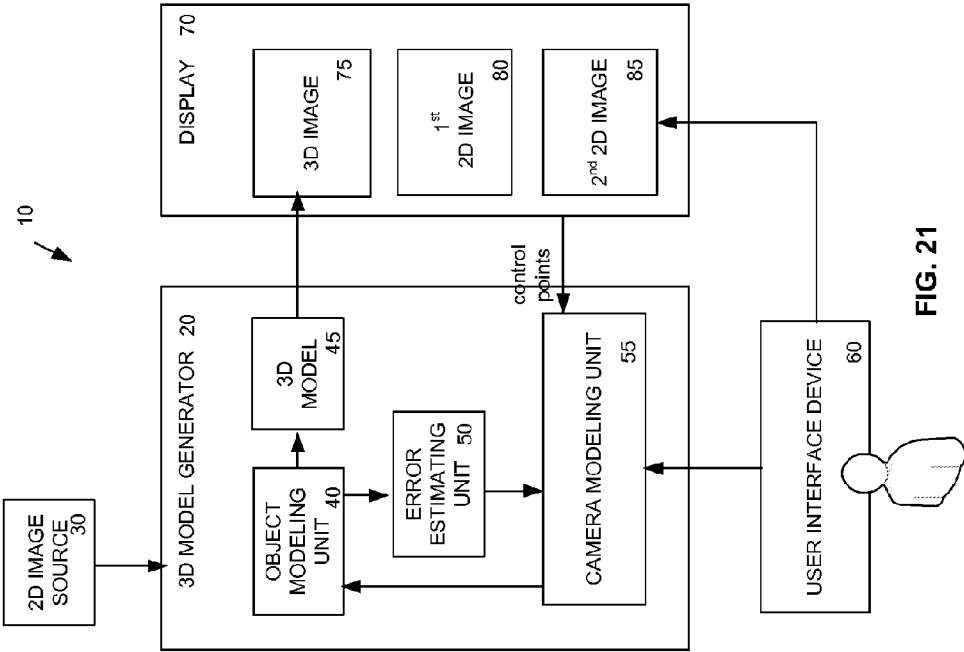 10
2D IMAGE
SOURCE 30
3D MODEL GENERATOR 20
OBJECT
MODELING
UNIT 40
3D
MODEL
45
ERROR
ESTIMATING
UNIT 50
CAMERA MODELING UNIT
55
control
points
DISPLAY 70
3D IMAGE
75
1st
2D IMAGE
80
2nd 2D IMAGE
85
USER INTERFACE DEVICE
60
FIG. 21